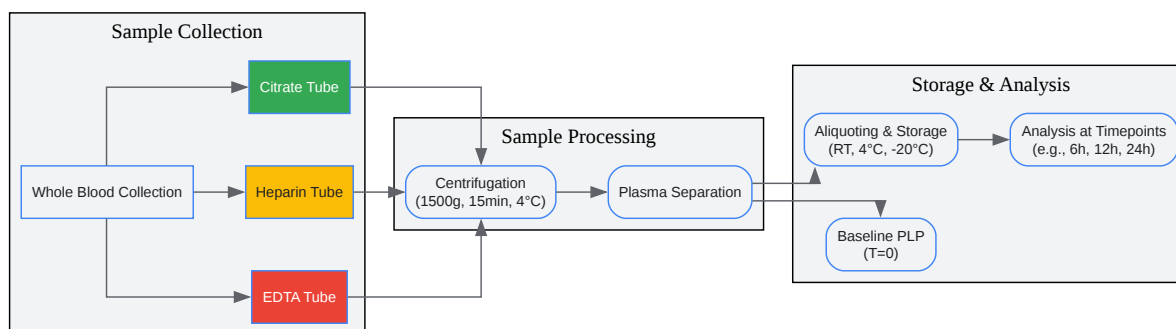 Sample Collection
Citrate Tube
Whole Blood Collection
Heparin Tube
EDTA Tube
Sample Processing
Centrifugation
(1500g, 15min, 4°C)
Plasma Separation
Storage & Analysis
Aliquoting & Storage
(RT, 4°C, -20°C)
Analysis at Timepoints
(e.g., 6h, 12h, 24h)
Baseline PLP
(T=0)